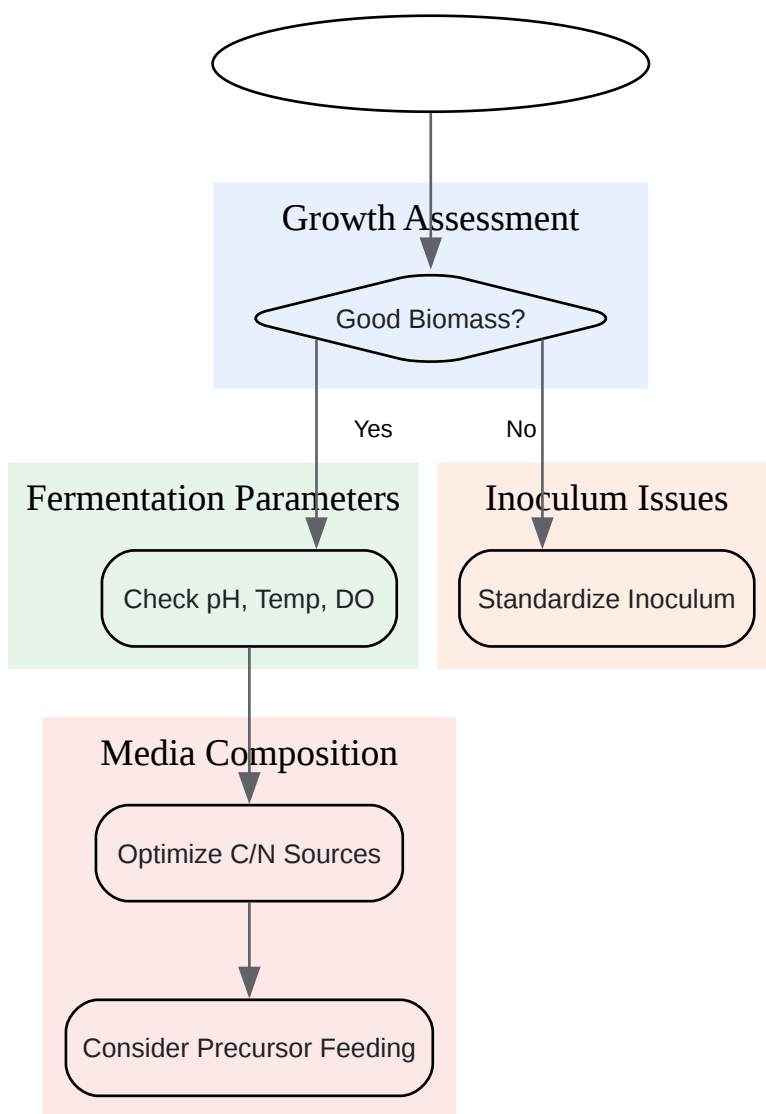 Growth Assessment
Good Biomass?
Yes
No
Fermentation Parameters
Inoculum Issues
Check pH, Temp, DO
Standardize Inoculum
Media Composition
Optimize C/N Sources
Consider Precursor Feeding